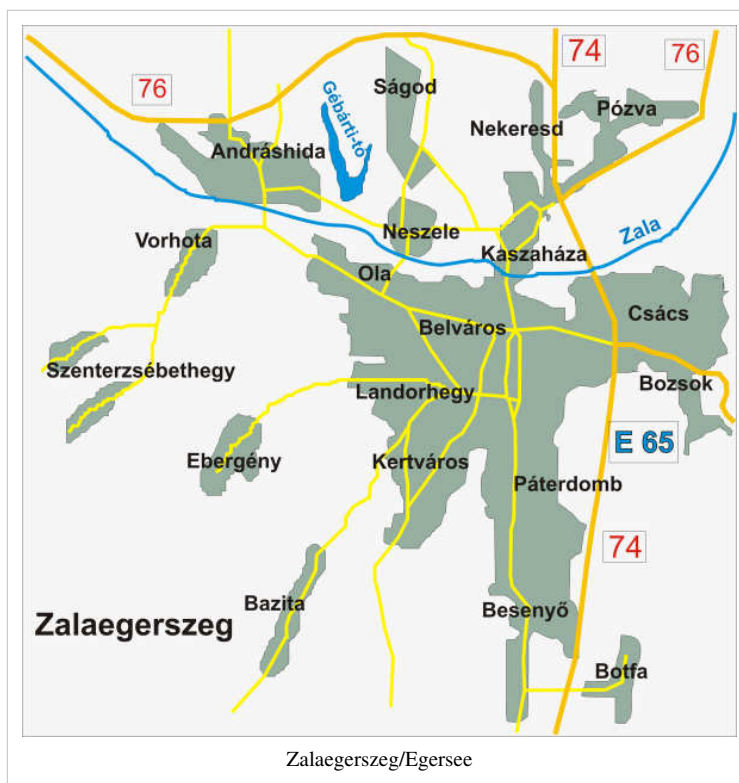 74
76
76
Ságod
Gébárti-tó
Pózva
Nekeresd
Andráshida
Zala
Neszele
Vorhota
Kaszaháza
Ola
Csács
Belváros
Szenterzsébethegy
Bozsok
Landorhegy
E 65
Ebergény
Kertváros
Páterdomb
74
Bazita
Besenyő
Zalaegerszeg
Botfa
Zalaegerszeg/Egersee